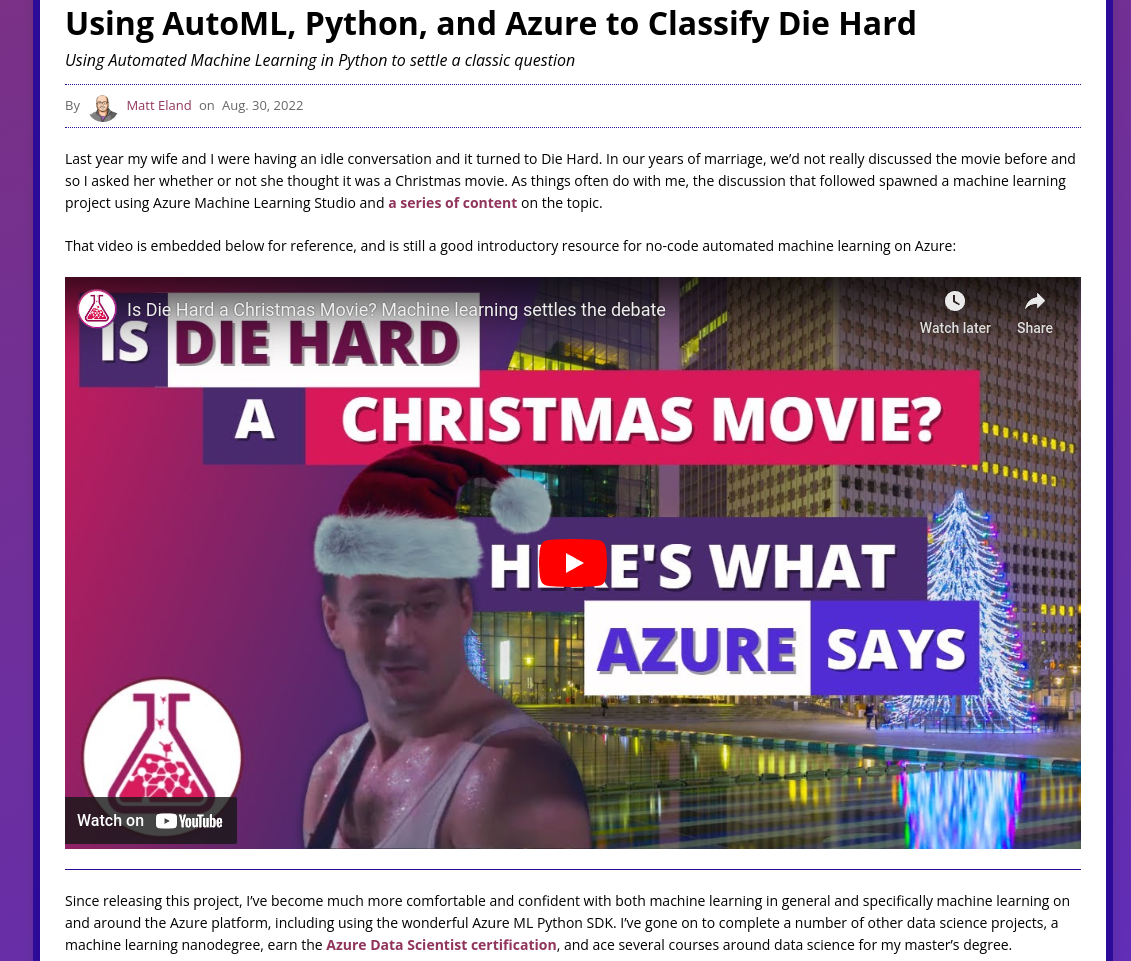 Using AutoML, Python, and Azure to Classify Die Hard
Using Automated Machine Learning in Python to settle a classic question
By Matt Eland on Aug. 30, 2022
Last year my wife and I were having an idle conversation and it turned to Die Hard. In our years of marriage, we’d not really discussed the movie before and
so I asked her whether or not she thought it was a Christmas movie. As things often do with me, the discussion that followed spawned a machine learning
project using Azure Machine Learning Studio and a series of content on the topic.
That video is embedded below for reference, and is still a good introductory resource for no-code automated machine learning on Azure:
Is Die Hard a Christmas Movie? Machine learning settles the debate
Watch later
Share
IS DIE HARD
A CHRISTMAS MOVIE?
HERE'S WHAT
AZURE SAYS
Watch on YouTube
Since releasing this project, I’ve become much more comfortable and confident with both machine learning in general and specifically machine learning on
and around the Azure platform, including using the wonderful Azure ML Python SDK. I’ve gone on to complete a number of other data science projects, a
machine learning nanodegree, earn the Azure Data Scientist certification, and ace several courses around data science for my master’s degree.